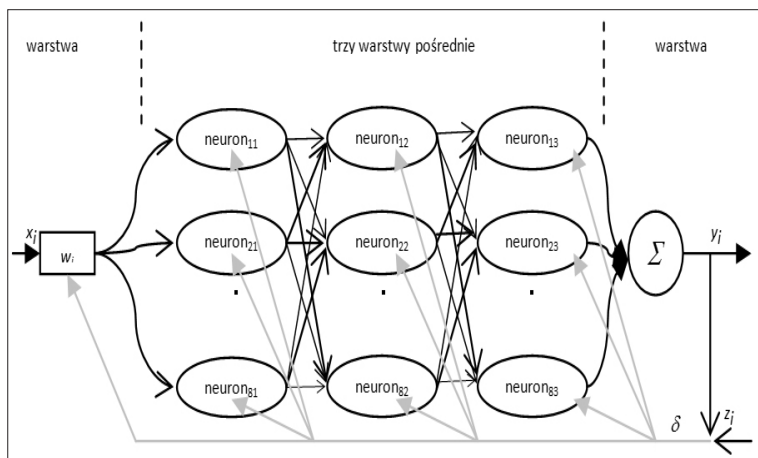 warstwa trzy warstwy pośrednie warstwa
neuron₁₁ neuron₁₂ neuron₁₃
xᵢ neuron₂₁ neuron₂₂ neuron₂₃ yᵢ
wᵢ Σ
. . .
neuron₈₁ neuron₈₂ neuron₈₃
δ zᵢ